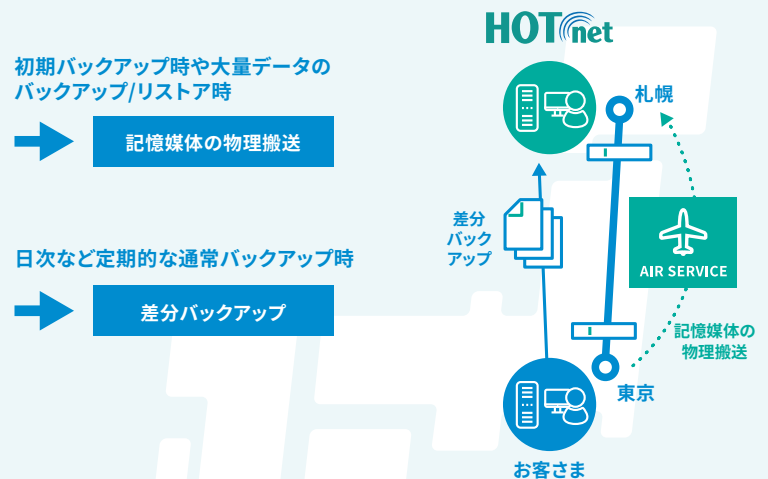 初期バックアップ時や大量データの
バックアップ/リストア時
記憶媒体の物理搬送
日次など定期的な通常バックアップ時
差分バックアップ
HOTnet
札幌
差分
バック
アップ
AIR SERVICE
記憶媒体の
物理搬送
東京
お客さま